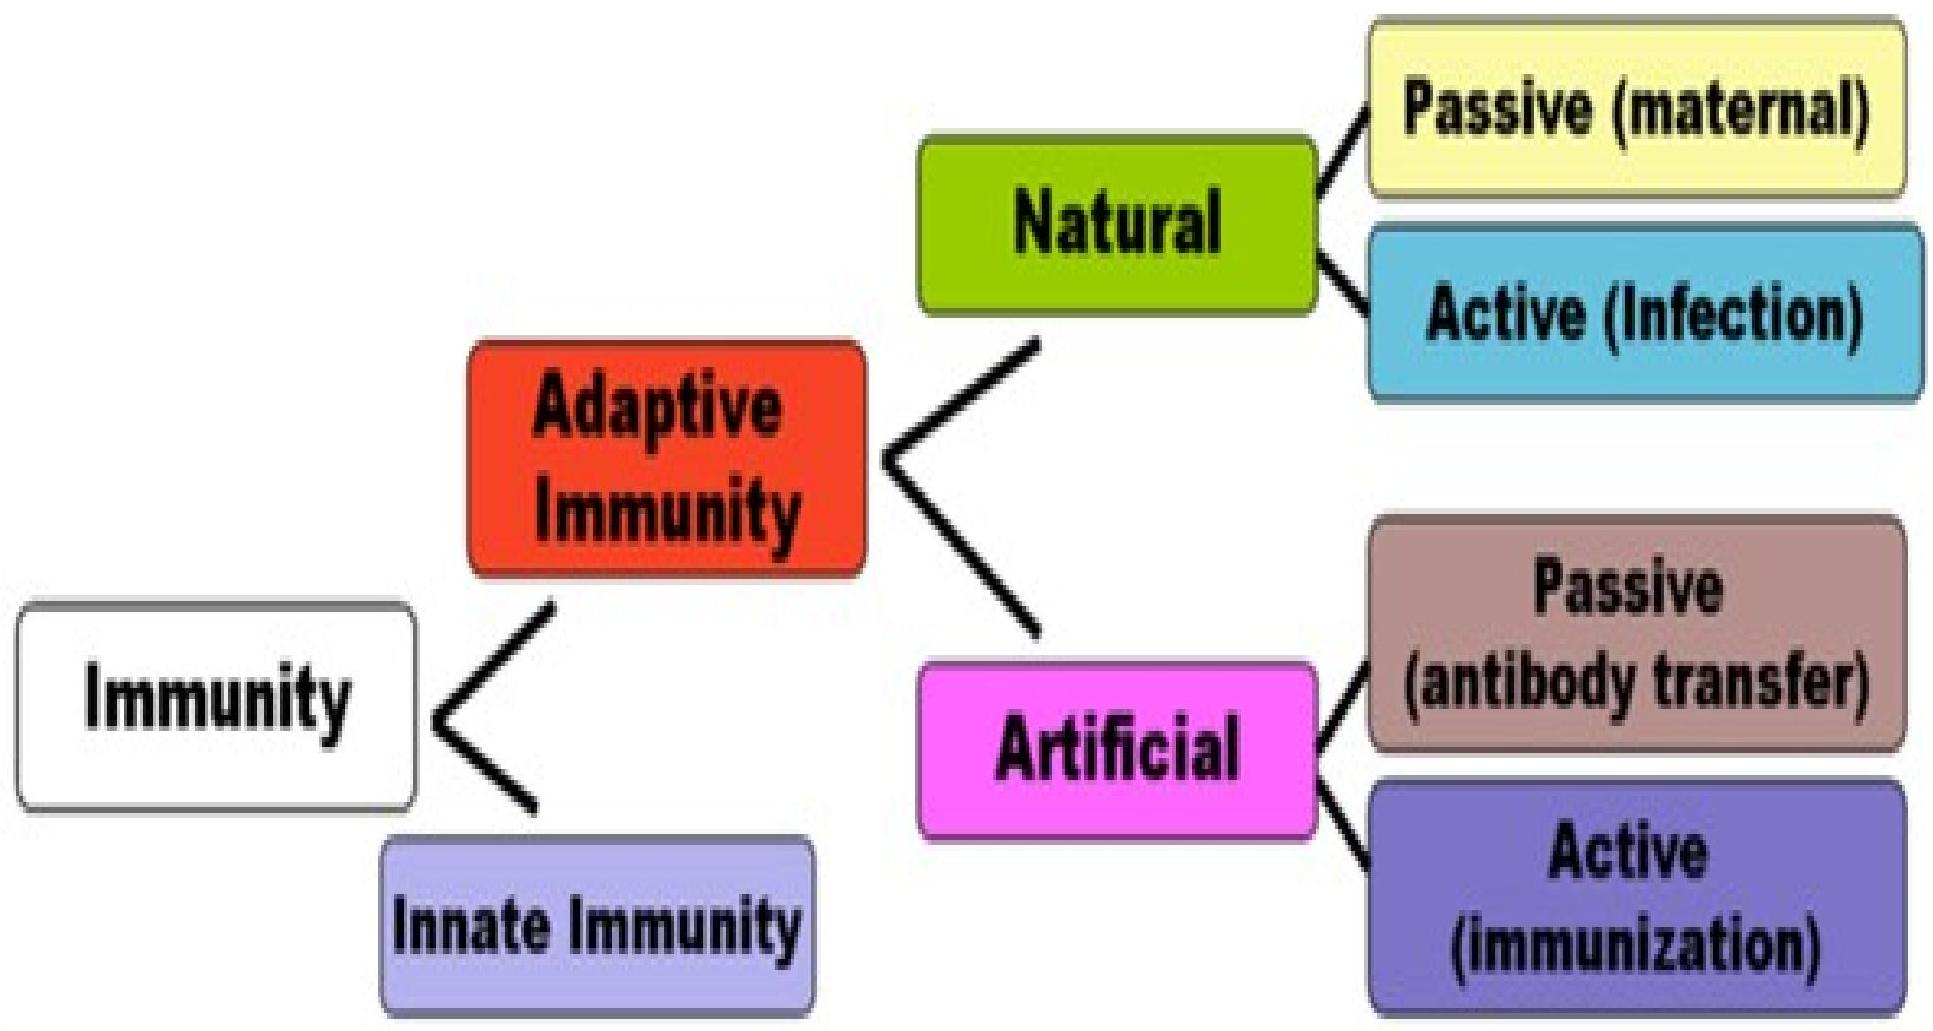 Passive (maternal)
Natural
Active (Infection)
Adaptive
Immunity
Passive
(antibody transfer)
Immunity
Artificial
Active
(immunization)
Innate Immunity